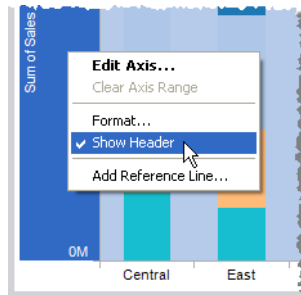 Sum of Sales
Edit Axis...
Clear Axis Range
Format...
Show Header
Add Reference Line...
0M
Central
East